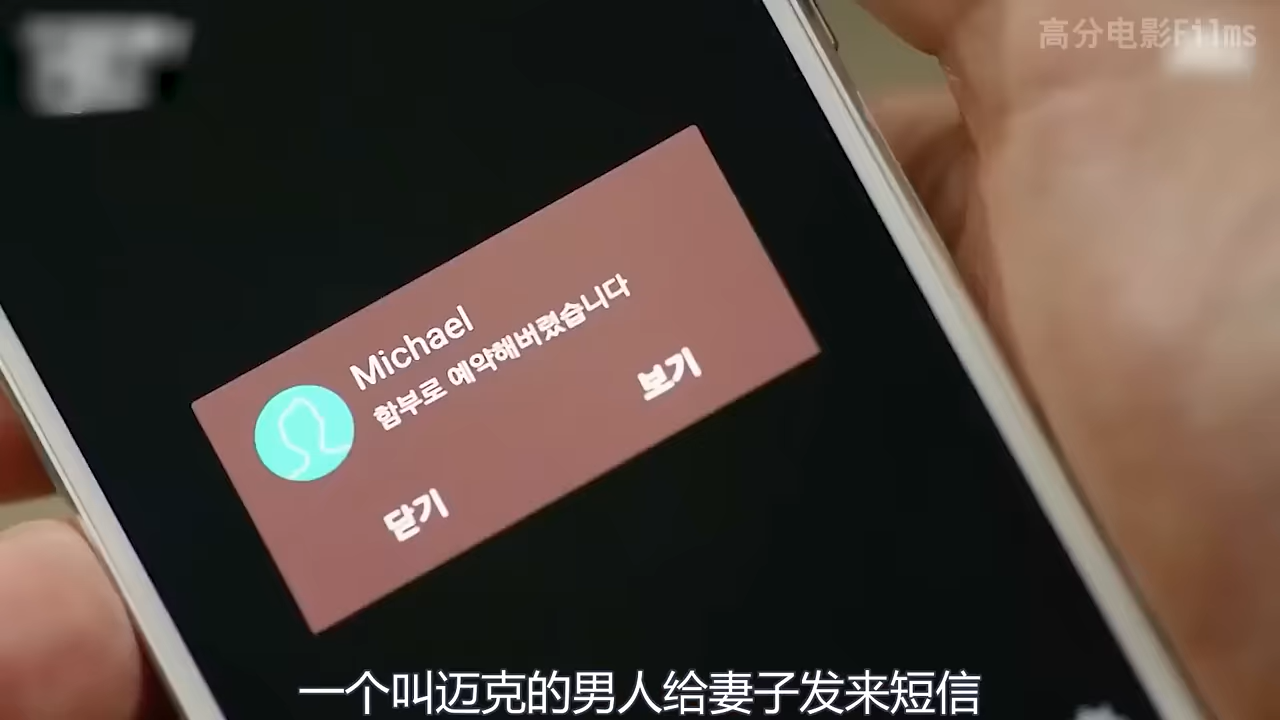 高分电影Films
Michael
함부로 예약해버렸습니다
보기
닫기
一个叫迈克的男人给妻子发来短信